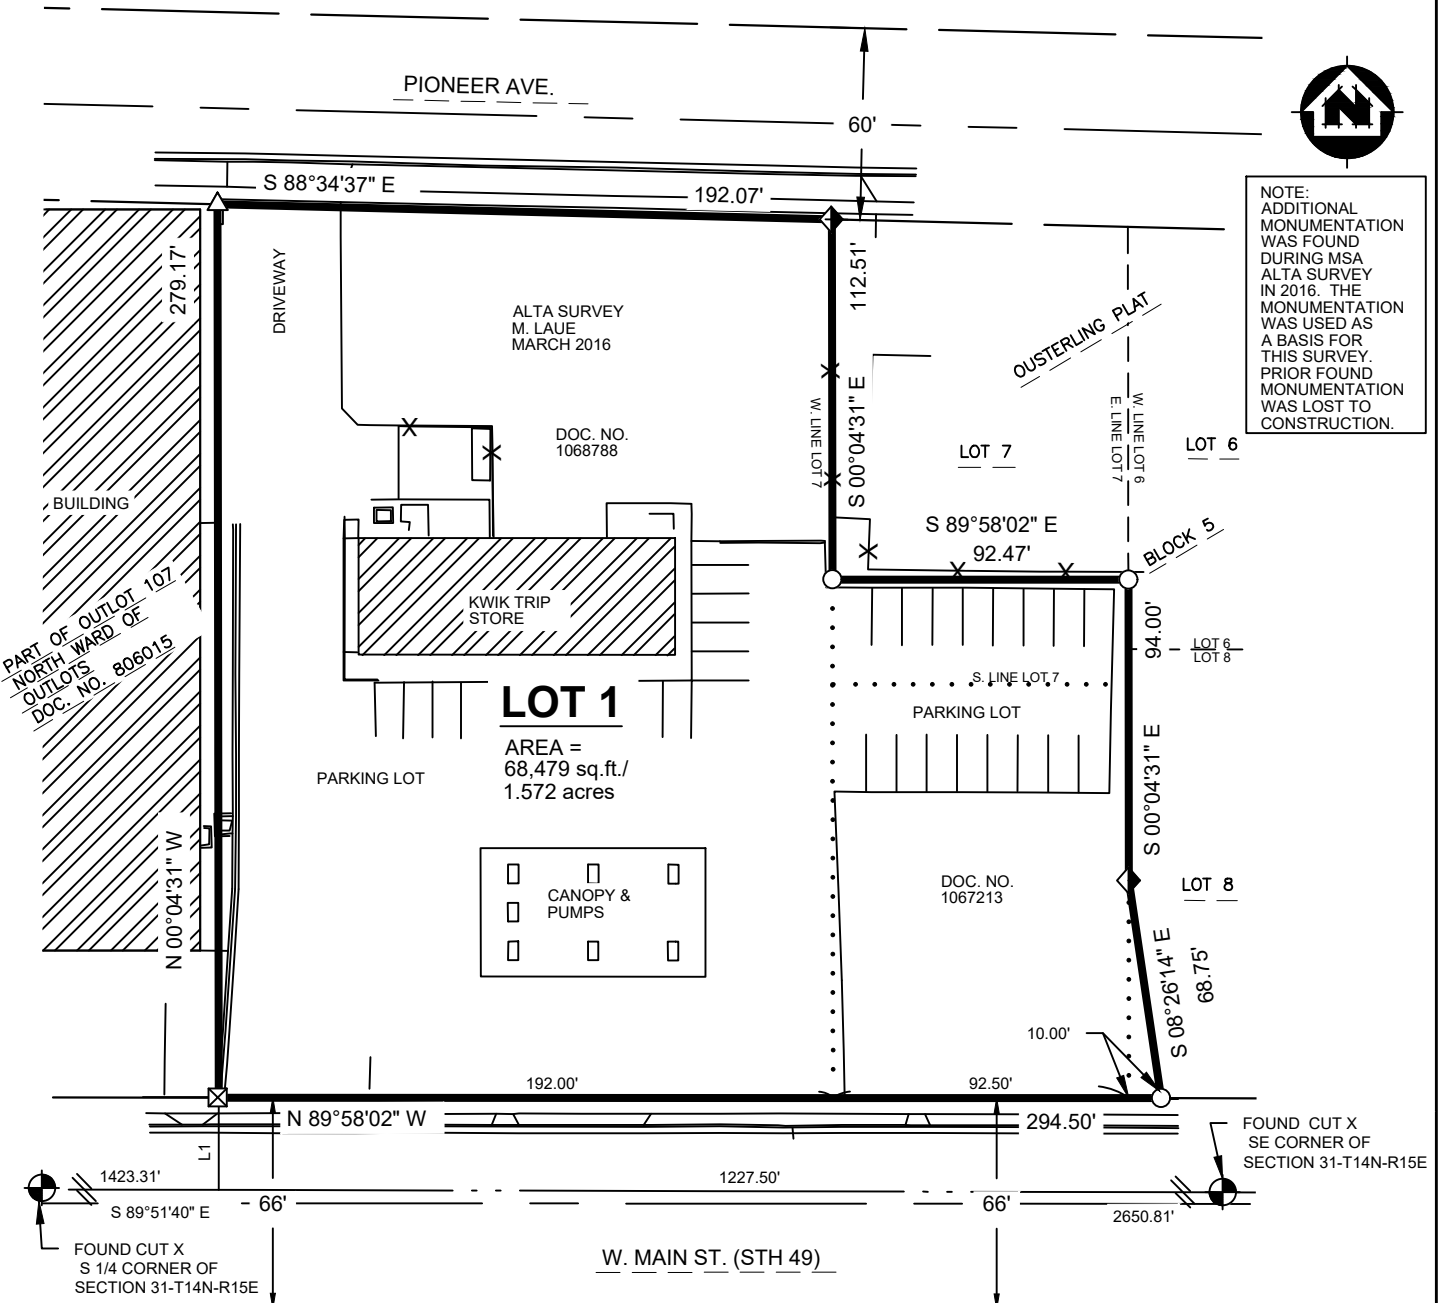 PIONEER AVE.
60'
N
S 88°34'37" E
192.07'
NOTE:
ADDITIONAL
MONUMENTATION
WAS FOUND
DURING MSA
ALTA SURVEY
IN 2016. THE
MONUMENTATION
WAS USED AS
A BASIS FOR
THIS SURVEY.
PRIOR FOUND
MONUMENTATION
WAS LOST TO
CONSTRUCTION.
279.17'
DRIVEWAY
ALTA SURVEY
M. LAUE
MARCH 2016
112.51'
OUSTERLING PLAT
S 00°04'31" E
W. LINE LOT 7
E. LINE LOT 7
W. LINE LOT 6
DOC. NO.
1068788
LOT 7
LOT 6
BUILDING
S 89°58'02" E
92.47'
BLOCK 5
PART OF OUTLOT 107
NORTH WARD OF
OUTLOTS
DOC. NO. 806015
KWIK TRIP
STORE
94.00'
LOT 6
LOT 8
S. LINE LOT 7
LOT 1
PARKING LOT
AREA =
68,479 sq.ft./
1.572 acres
PARKING LOT
S 00°04'31" E
N 00°04'31" W
CANOPY &
PUMPS
DOC. NO.
1067213
LOT 8
S 08°26'14" E
68.75'
10.00'
192.00'
92.50'
N 89°58'02" W
294.50'
L1
FOUND CUT X
SE CORNER OF
SECTION 31-T14N-R15E
1423.31'
1227.50'
S 89°51'40" E
66'
66'
2650.81'
FOUND CUT X
S 1/4 CORNER OF
SECTION 31-T14N-R15E
W. MAIN ST. (STH 49)